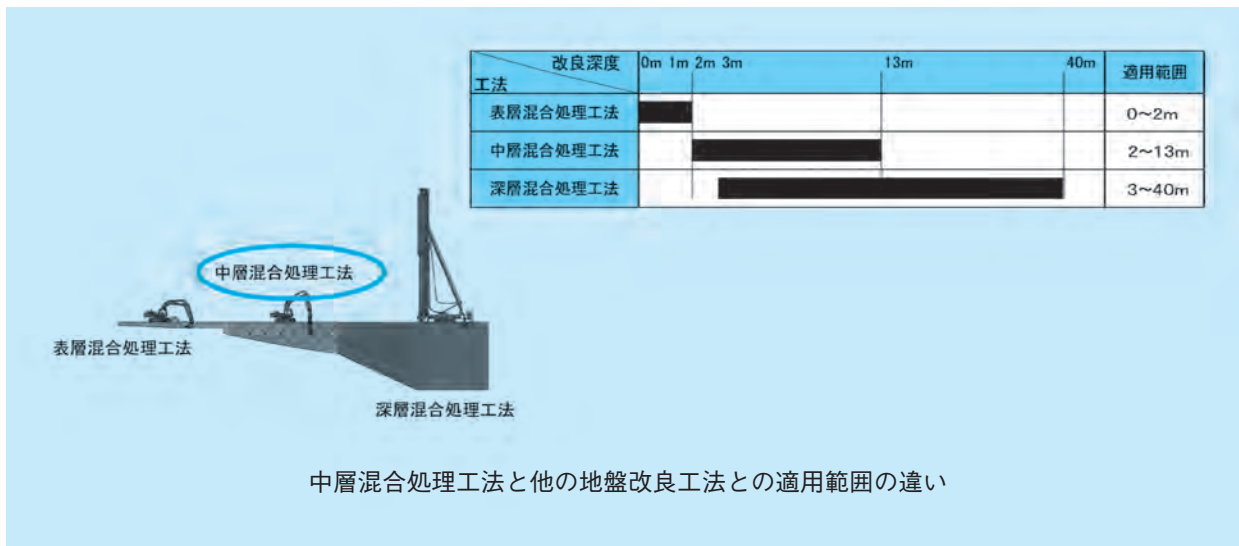 改良深度
工法
0m 1m 2m 3m 13m 40m 適用範囲
表層混合処理工法 0~2m
中層混合処理工法 2~13m
深層混合処理工法 3~40m
中層混合処理工法
表層混合処理工法
深層混合処理工法
中層混合処理工法と他の地盤改良工法との適用範囲の違い